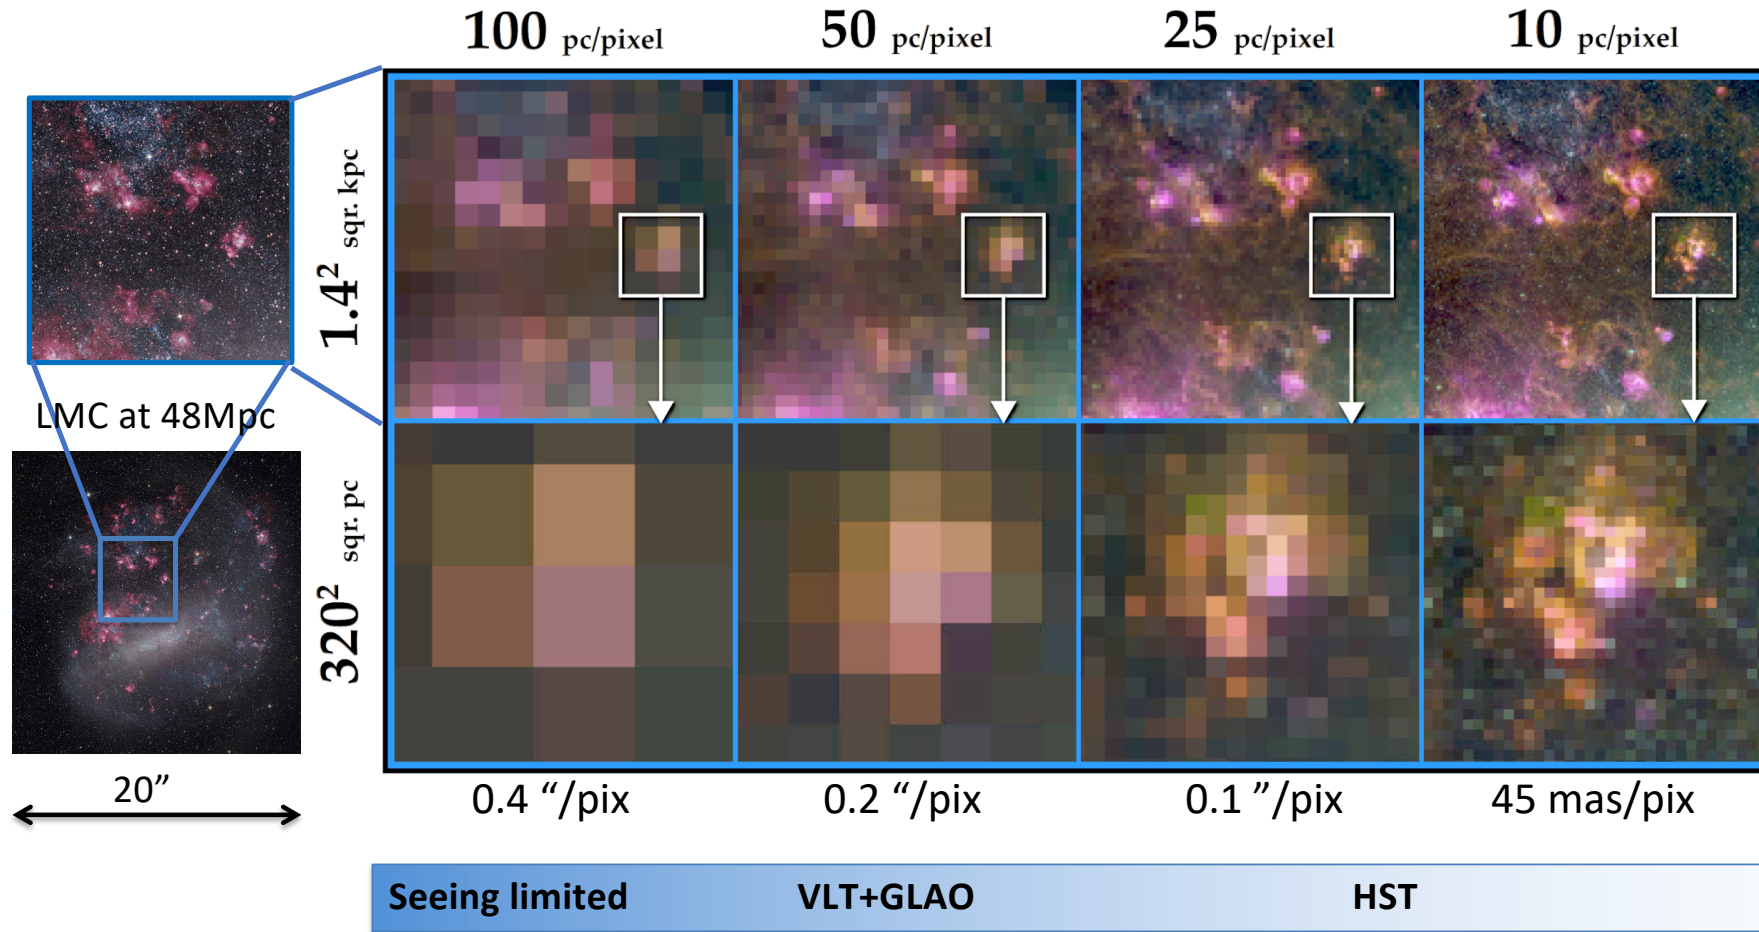 100 pc/pixel
50 pc/pixel
25 pc/pixel
10 pc/pixel
1.4² sqr. kpc
LMC at 48Mpc
320² sqr. pc
20”
0.4 “/pix
0.2 “/pix
0.1 ”/pix
45 mas/pix
Seeing limited
VLT+GLAO
HST